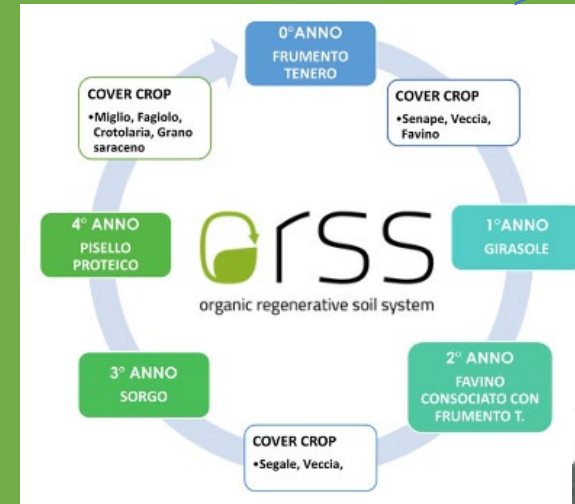 0°ANNO
FRUMENTO
TENERO
COVER CROP
•Senape, Veccia,
Favino
1°ANNO
GIRASOLE
2° ANNO
FAVINO
CONSOCIATO CON
FRUMENTO T.
COVER CROP
•Segale, Veccia,
3° ANNO
SORGO
4° ANNO
PISELLO
PROTEICO
COVER CROP
•Miglio, Fagiolo,
Crotolaria, Grano
saraceno
orss
organic regenerative soil system